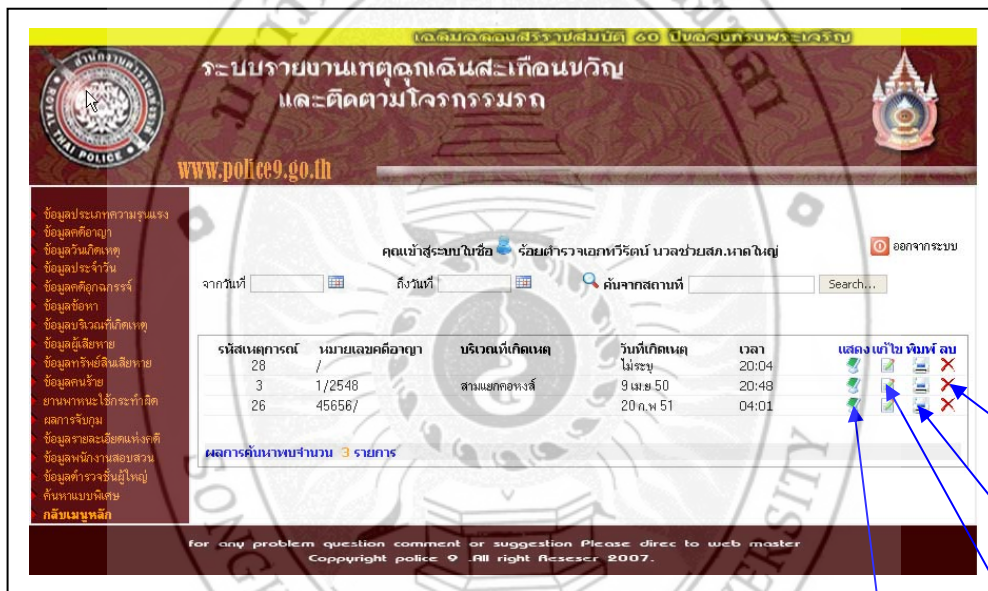 เฉลิมฉลองสิริราชสมบัติ 60 ปีของในทรงพระเจริญ
ระบบรายงานเหตุฉุกเฉินสะเทือนขวัญ
และติดตามโจรกรรมรถ
ROYAL THAI POLICE
www.police9.go.th
ข้อมูลประเภทความรุนแรง
ข้อมูลคดีอาญา
ข้อมูลวันเกิดเหตุ
ข้อมูลประจำวัน
ข้อมูลคดีอุกฉกรรจ์
ข้อมูลข้อหา
ข้อมูลบริเวณที่เกิดเหตุ
ข้อมูลผู้เสียหาย
ข้อมูลทรัพย์สินเสียหาย
ข้อมูลคนร้าย
ยานพาหนะใช้กระทำผิด
ผลการจับกุม
ข้อมูลรายละเอียดแห่งคดี
ข้อมูลพนักงานสอบสวน
ข้อมูลตำรวจชั้นผู้ใหญ่
ค้นหาแบบพิเศษ
กลับเมนูหลัก
คุณเข้าสู่ระบบในชื่อ ร้อยตำรวจเอกทวีรัตน์ นวลช่วยสภ.หาดใหญ่ ออกจากระบบ
จากวันที่ ถึงวันที่ ค้นจากสถานที่ Search...
รหัสเหตุการณ์ หมายเลขคดีอาญา บริเวณที่เกิดเหตุ วันที่เกิดเหตุ เวลา แสดง แก้ไข พิมพ์ ลบ
28 / ไม่ระบุ 20:04
3 1/2548 สามแยกคอหงส์ 9 เม.ย 50 20:48
26 45656/ 20 ก.พ 51 04:01
ผลการค้นหาพบจำนวน 3 รายการ
for any problem question comment or suggestion Please direc to web master
Coppyright police 9 .All right Reseser 2007.